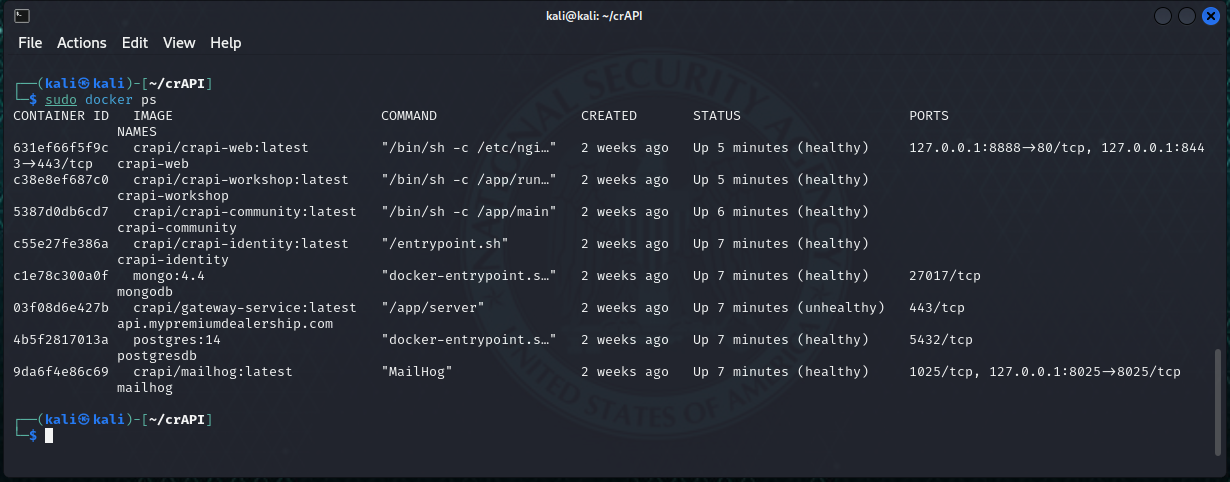 kali@kali: ~/crAPI
File Actions Edit View Help
┌──(kali㉿kali)-[~/crAPI]
└─$ sudo docker ps
CONTAINER ID   IMAGE                          COMMAND                  CREATED       STATUS                     PORTS
             NAMES
631ef66f5f9c   crapi/crapi-web:latest         "/bin/sh -c /etc/ngi…"   2 weeks ago   Up 5 minutes (healthy)     127.0.0.1:8888->80/tcp, 127.0.0.1:844
3->443/tcp   crapi-web
c38e8ef687c0   crapi/crapi-workshop:latest    "/bin/sh -c /app/run…"   2 weeks ago   Up 5 minutes (healthy)
             crapi-workshop
5387d0db6cd7   crapi/crapi-community:latest   "/bin/sh -c /app/main"   2 weeks ago   Up 6 minutes (healthy)
             crapi-community
c55e27fe386a   crapi/crapi-identity:latest    "/entrypoint.sh"         2 weeks ago   Up 7 minutes (healthy)
             crapi-identity
c1e78c300a0f   mongo:4.4                      "docker-entrypoint.s…"   2 weeks ago   Up 7 minutes (healthy)     27017/tcp
             mongodb
03f08d6e427b   crapi/gateway-service:latest   "/app/server"            2 weeks ago   Up 7 minutes (unhealthy)   443/tcp
             api.mypremiumdealership.com
4b5f2817013a   postgres:14                    "docker-entrypoint.s…"   2 weeks ago   Up 7 minutes (healthy)     5432/tcp
             postgresdb
9da6f4e86c69   crapi/mailhog:latest           "MailHog"                2 weeks ago   Up 7 minutes (healthy)     1025/tcp, 127.0.0.1:8025->8025/tcp
             mailhog
┌──(kali㉿kali)-[~/crAPI]
└─$
NATIONAL SECURITY AGENCY
UNITED STATES OF AMERICA